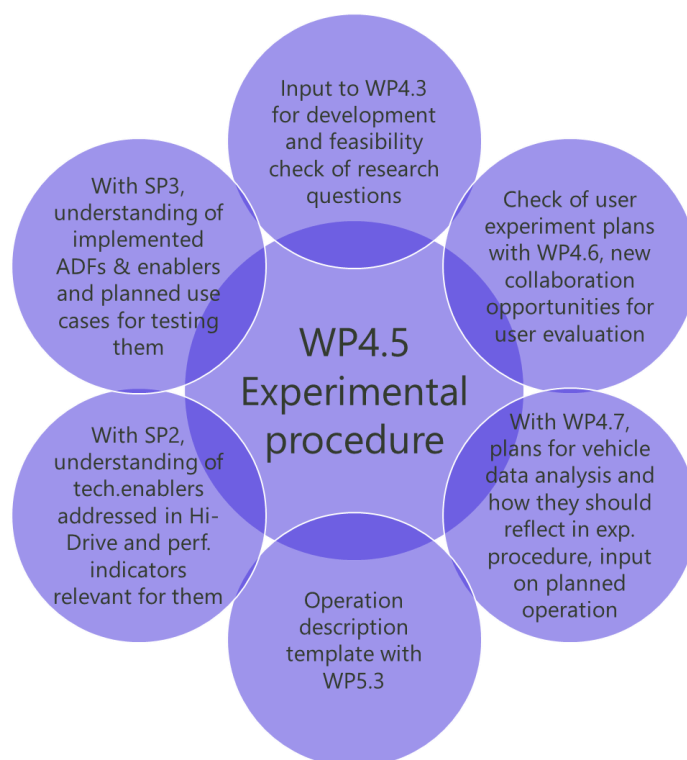 Input to WP4.3
for development
and feasibility
check of research
questions
Check of user
experiment plans
with WP4.6, new
collaboration
opportunities for
user evaluation
With WP4.7,
plans for vehicle
data analysis and
how they should
reflect in exp.
procedure, input
on planned
operation
Operation
description
template with
WP5.3
With SP2,
understanding of
tech.enablers
addressed in Hi-
Drive and perf.
indicators
relevant for them
With SP3,
understanding of
implemented
ADFs & enablers
and planned use
cases for testing
them
WP4.5
Experimental
procedure